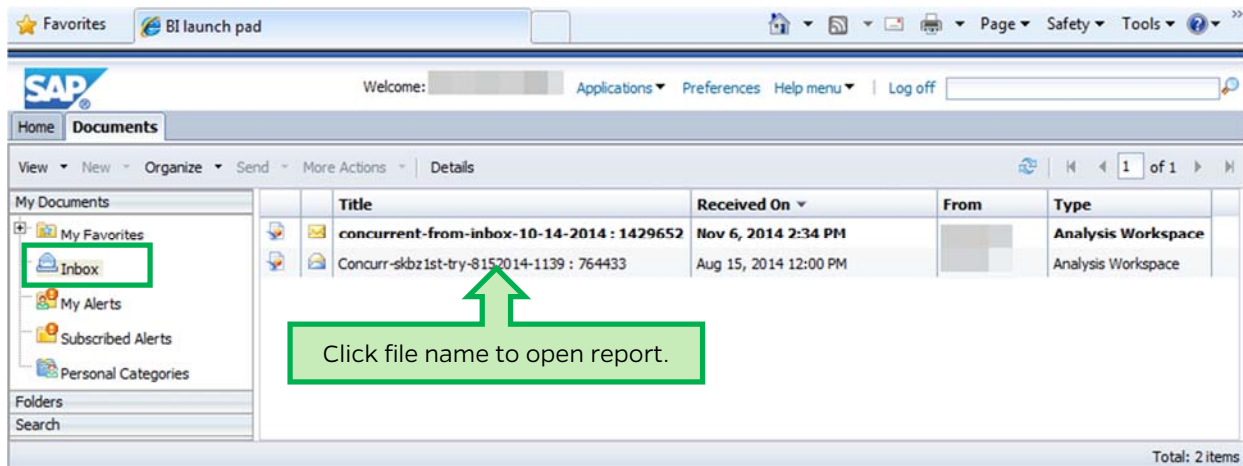 Favorites BI launch pad Page Safety Tools »
SAP® Welcome: Applications Preferences Help menu | Log off
Home Documents
View New Organize Send More Actions Details 1 of 1
My Documents Title Received On From Type
My Favorites concurrent-from-inbox-10-14-2014 : 1429652 Nov 6, 2014 2:34 PM Analysis Workspace
Inbox Concurr-skbz1st-try-8152014-1139 : 764433 Aug 15, 2014 12:00 PM Analysis Workspace
My Alerts
Subscribed Alerts
Click file name to open report.
Personal Categories
Folders
Search
Total: 2 items